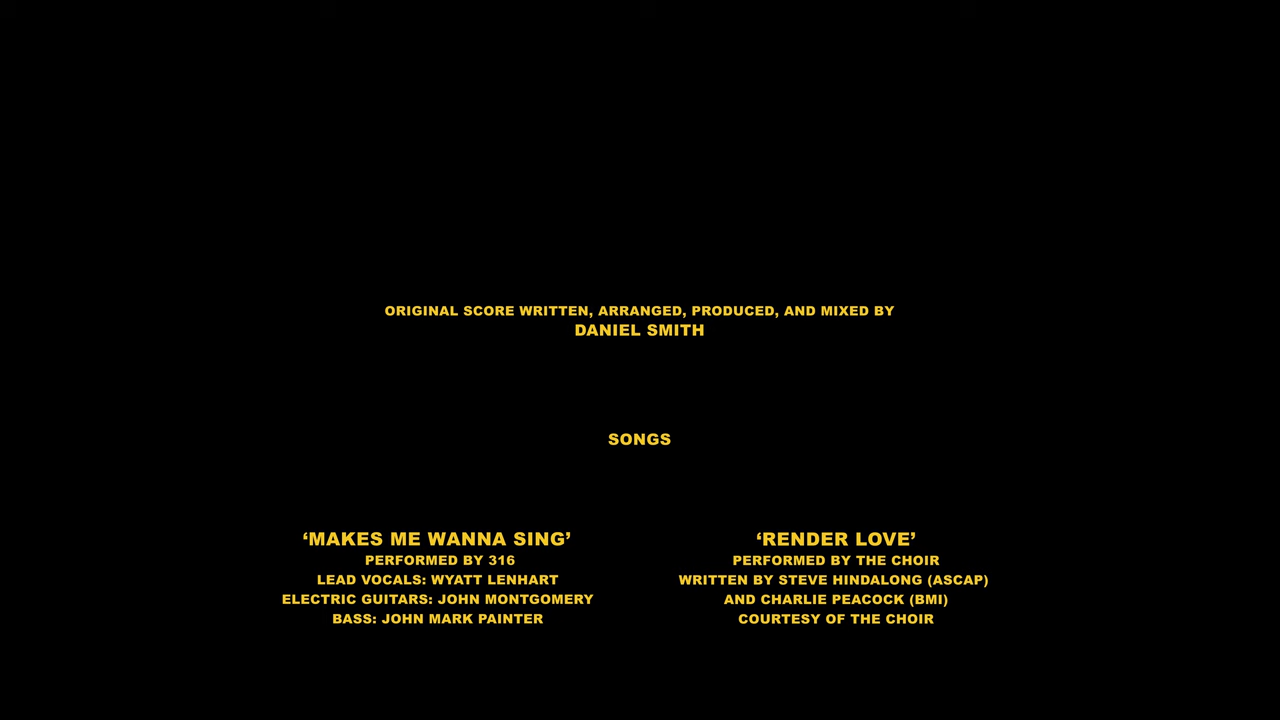 ORIGINAL SCORE WRITTEN, ARRANGED, PRODUCED, AND MIXED BY
DANIEL SMITH
SONGS
‘MAKES ME WANNA SING’
PERFORMED BY 316
LEAD VOCALS: WYATT LENHART
ELECTRIC GUITARS: JOHN MONTGOMERY
BASS: JOHN MARK PAINTER
‘RENDER LOVE’
PERFORMED BY THE CHOIR
WRITTEN BY STEVE HINDALONG (ASCAP)
AND CHARLIE PEACOCK (BMI)
COURTESY OF THE CHOIR